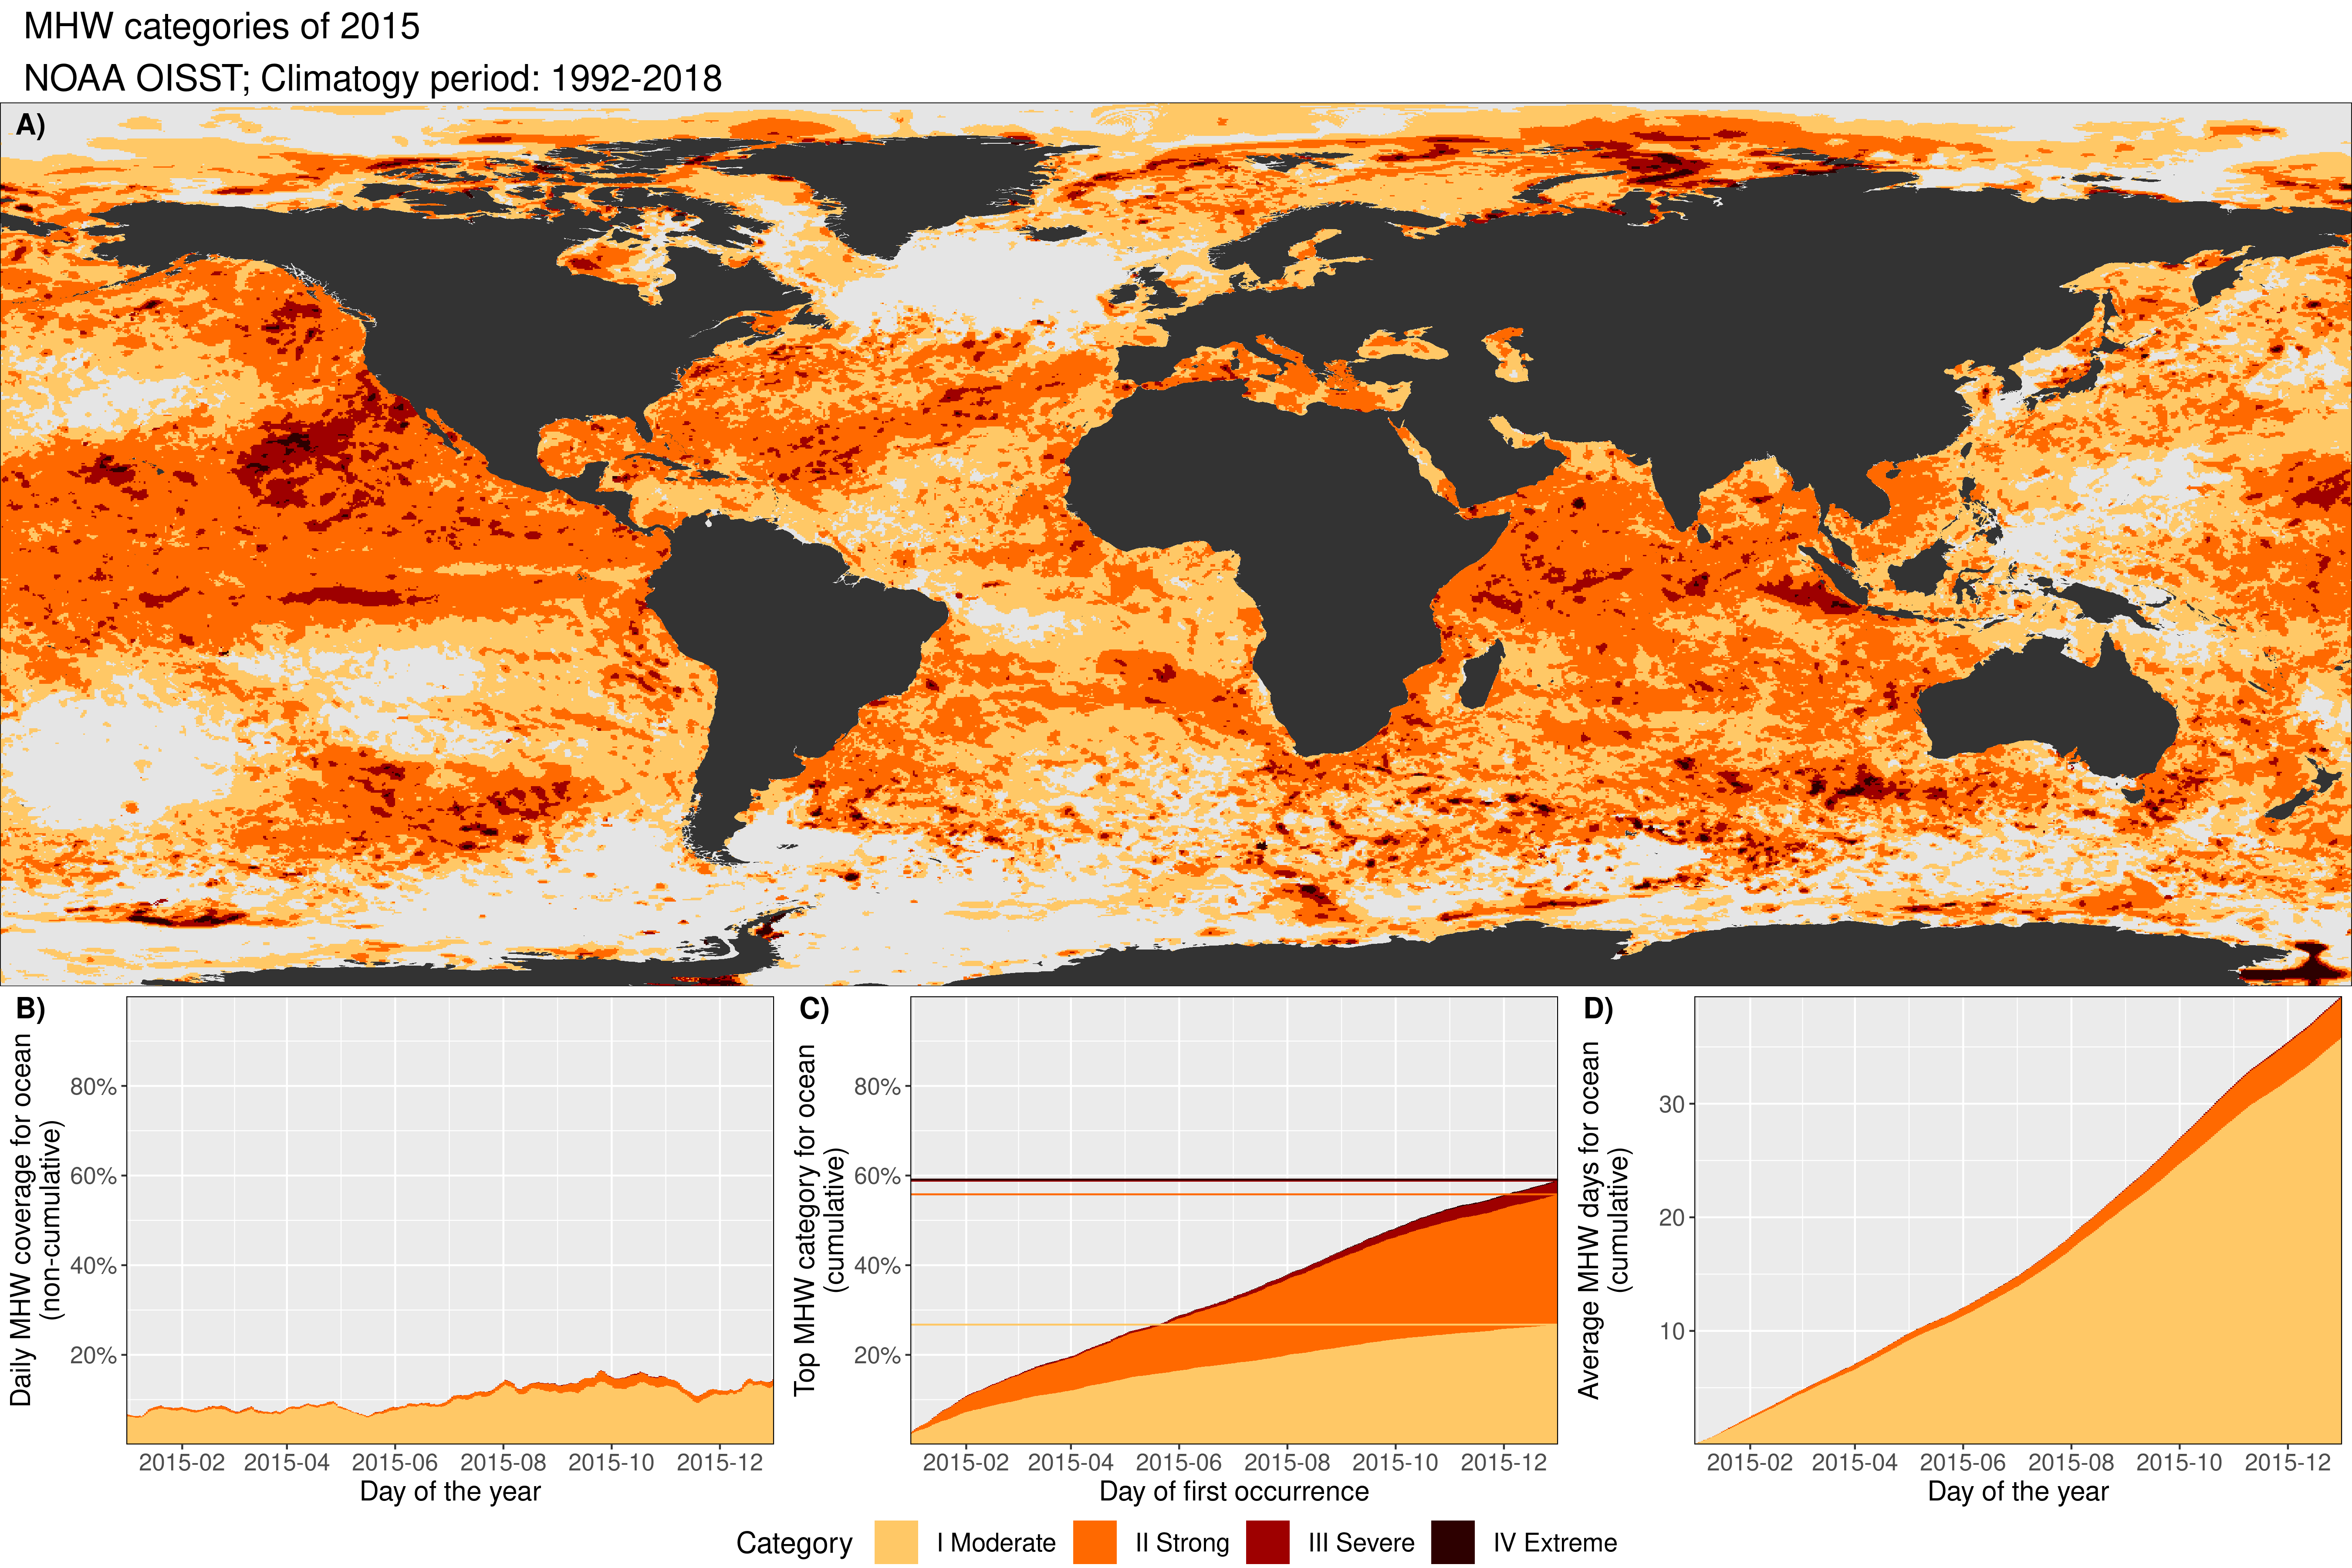 MHW categories of 2015
NOAA OISST; Climatogy period: 1992-2018
A)
B)
Daily MHW coverage for ocean
(non-cumulative)
80%
60%
40%
20%
2015-02 2015-04 2015-06 2015-08 2015-10 2015-12
Day of the year
C)
Top MHW category for ocean
(cumulative)
80%
60%
40%
20%
2015-02 2015-04 2015-06 2015-08 2015-10 2015-12
Day of first occurrence
D)
Average MHW days for ocean
(cumulative)
30
20
10
2015-02 2015-04 2015-06 2015-08 2015-10 2015-12
Day of the year
Category I Moderate II Strong III Severe IV Extreme